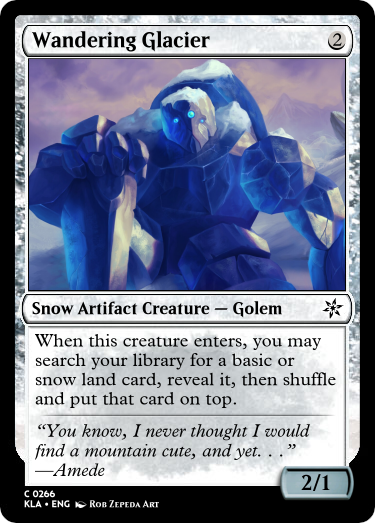 Wandering Glacier 2
Snow Artifact Creature — Golem
When this creature enters, you may
search your library for a basic or
snow land card, reveal it, then shuffle
and put that card on top.
“You know, I never thought I would
find a mountain cute, and yet. . .”
—Amede
2/1
C 0266
KLA • ENG Rob Zepeda Art